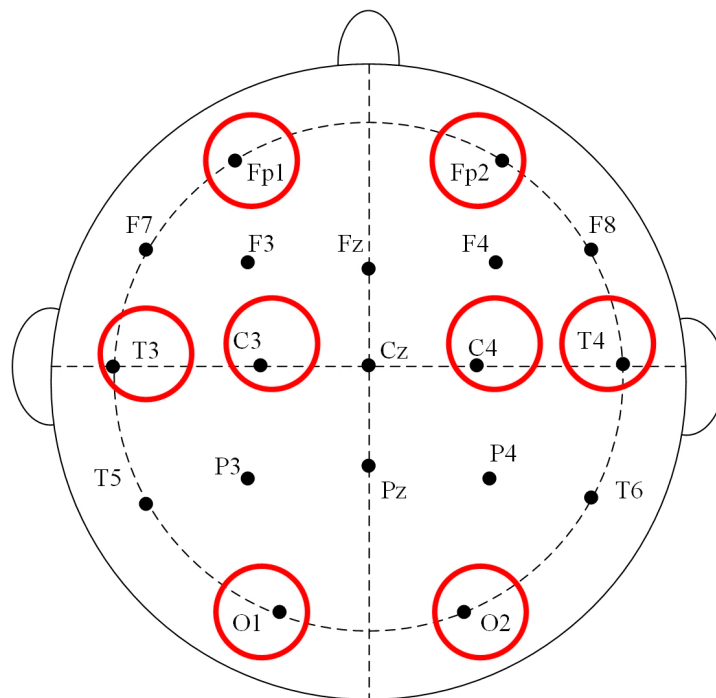 Fp1 Fp2
F7 F3 Fz F4 F8
T3 C3 Cz C4 T4
T5 P3 Pz P4 T6
O1 O2